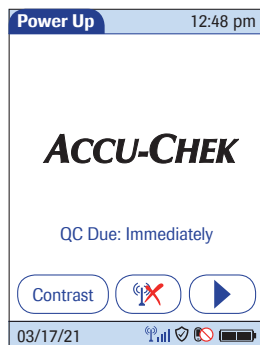 Power Up 12:48 pm
ACCU-CHEK
QC Due: Immediately
Contrast
03/17/21